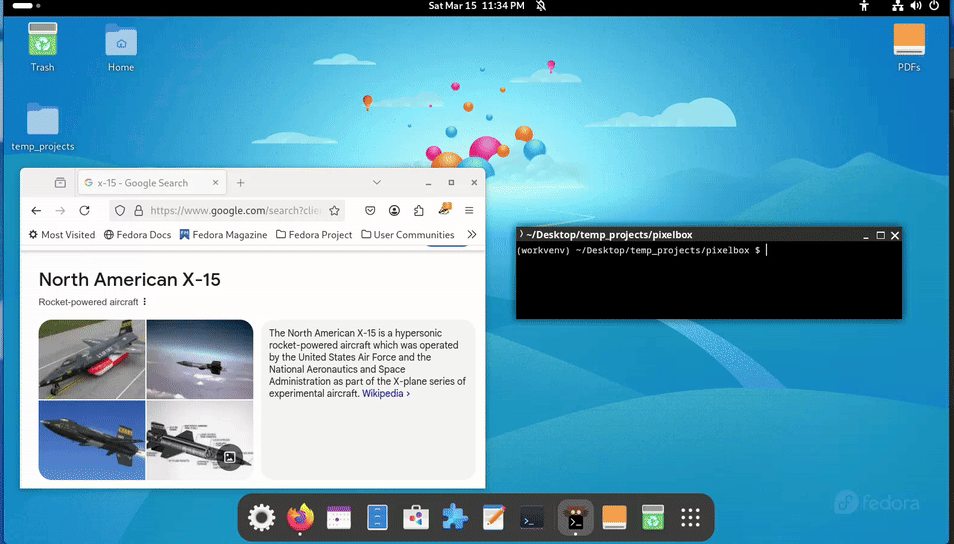 Sat Mar 15 11:34 PM
Trash
Home
PDFs
temp_projects
x-15 - Google Search
https://www.google.com/search?clie
Most Visited
Fedora Docs
Fedora Magazine
Fedora Project
User Communities
North American X-15
Rocket-powered aircraft
The North American X-15 is a hypersonic
rocket-powered aircraft which was operated
by the United States Air Force and the
National Aeronautics and Space
Administration as part of the X-plane series of
experimental aircraft. Wikipedia ›
~/Desktop/temp_projects/pixelbox
(workvenv) ~/Desktop/temp_projects/pixelbox $
fedora